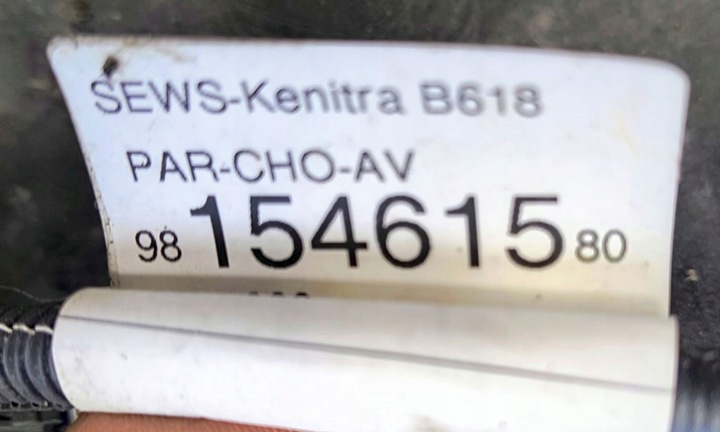 SEWS-Kenitra B618
PAR-CHO-AV
98 154615 80